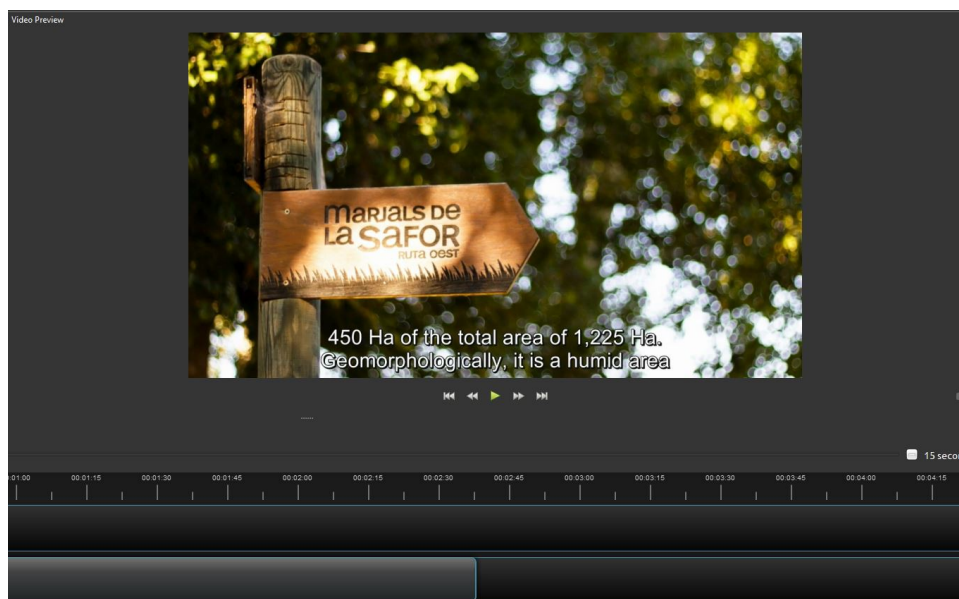 Video Preview
marjals de
la safor
ruta oest
450 Ha of the total area of 1,225 Ha.
Geomorphologically, it is a humid area
15 seco
:01:00 00:01:15 00:01:30 00:01:45 00:02:00 00:02:15 00:02:30 00:02:45 00:03:00 00:03:15 00:03:30 00:03:45 00:04:00 00:04:15